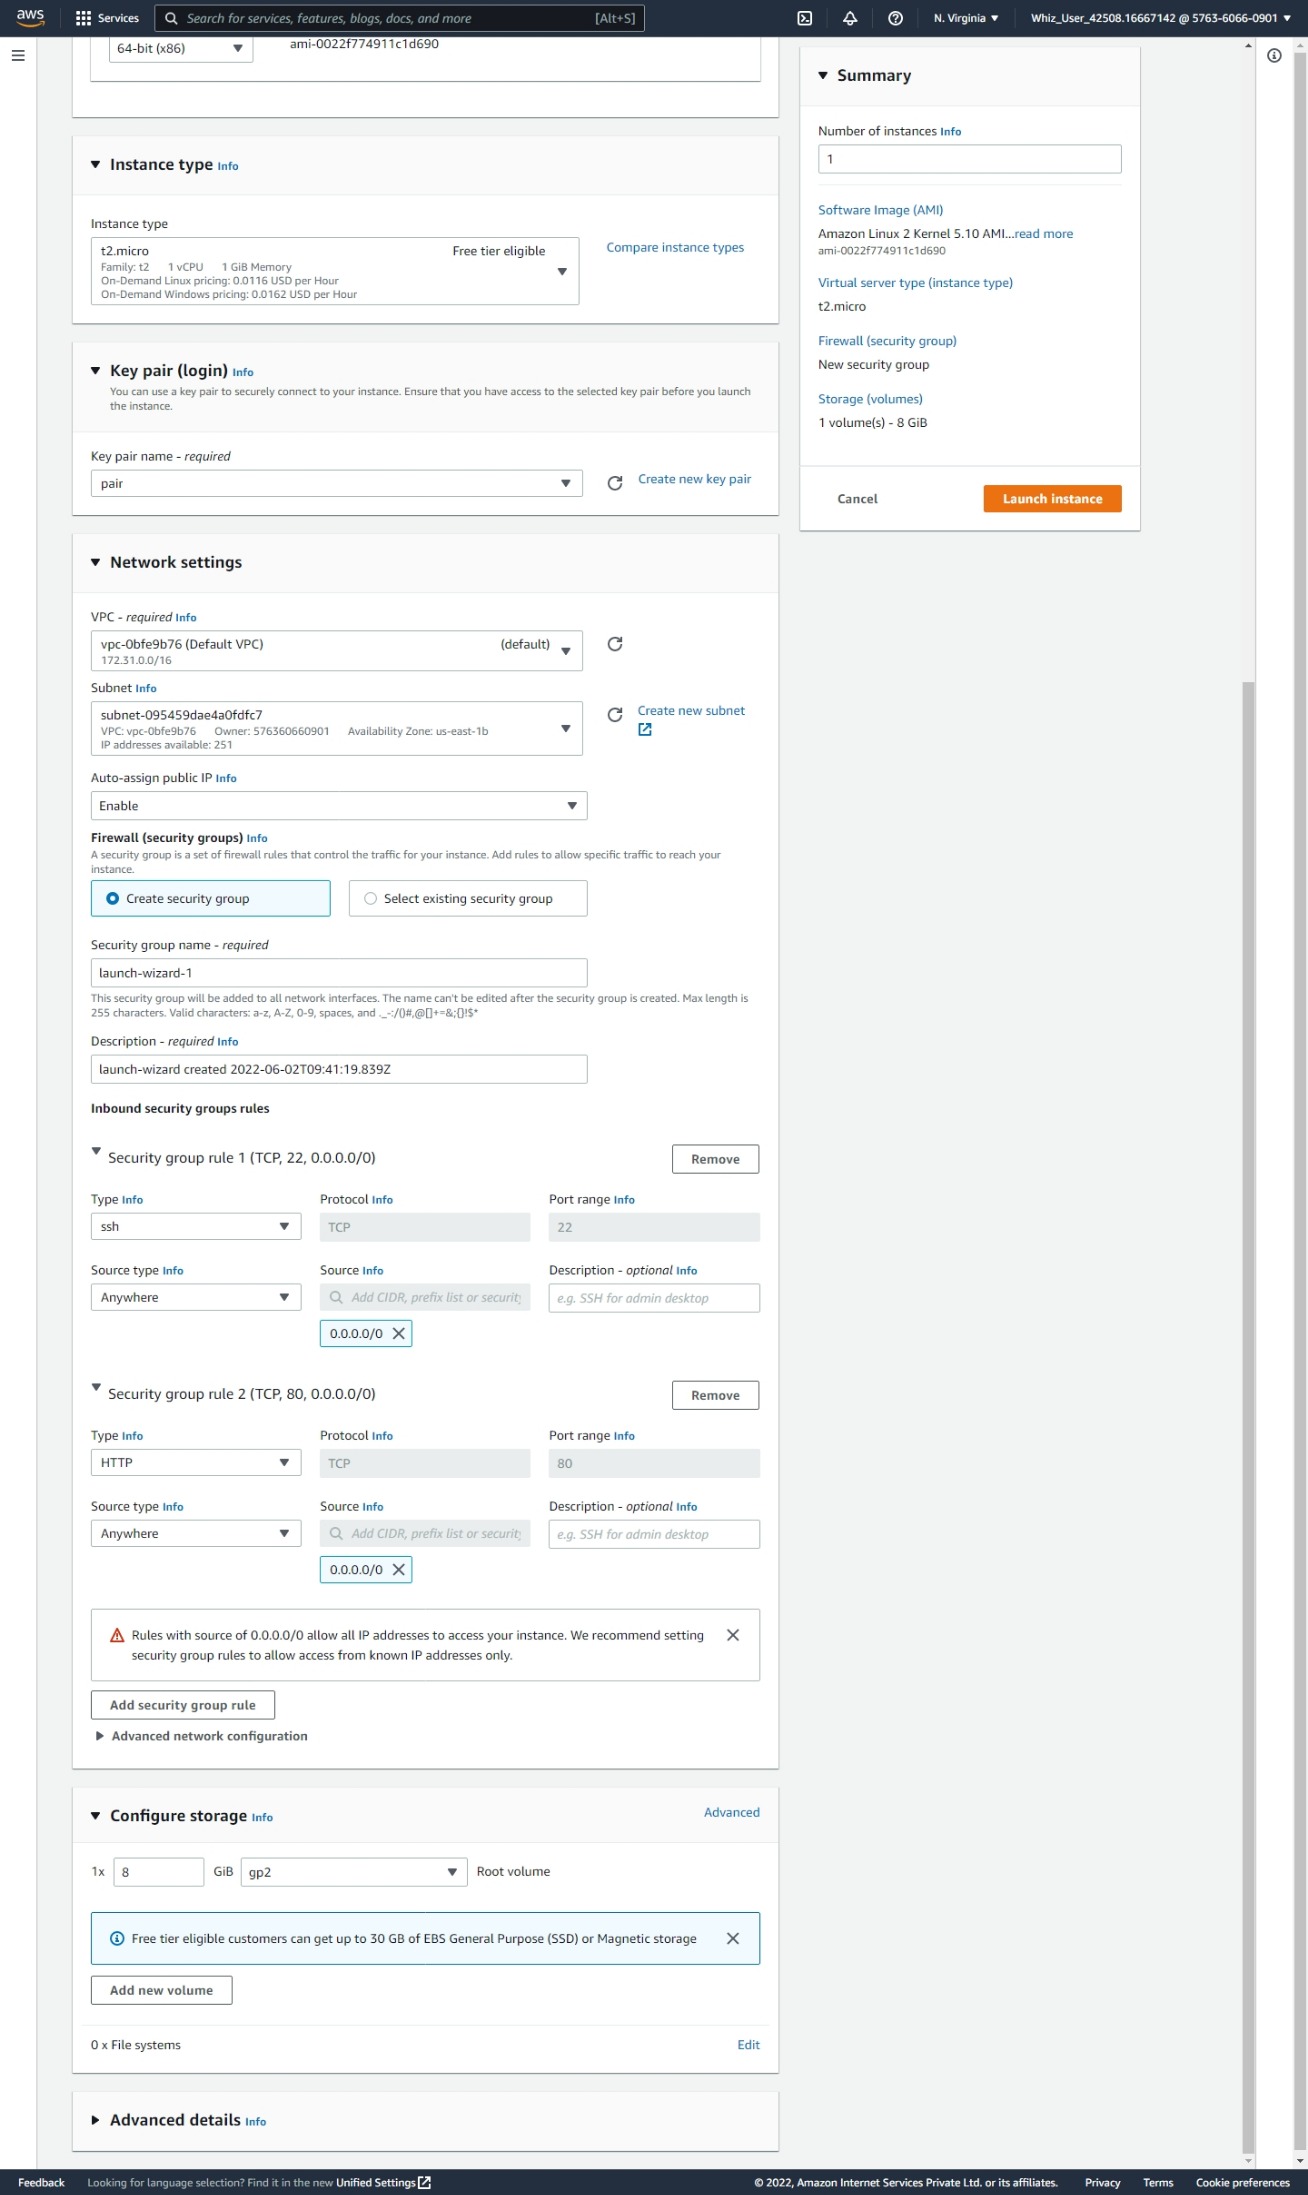 aws
Services
Search for services, features, blogs, docs, and more
[Alt+S]
N. Virginia
Whiz_User_42508.16667142 @ 5763-6066-0901
64-bit (x86)
ami-0022f774911c1d690
Instance type Info
Instance type
t2.micro
Free tier eligible
Family: t2 1 vCPU 1 GiB Memory
On-Demand Linux pricing: 0.0116 USD per Hour
On-Demand Windows pricing: 0.0162 USD per Hour
Compare instance types
Key pair (login) Info
You can use a key pair to securely connect to your instance. Ensure that you have access to the selected key pair before you launch
the instance.
Key pair name - required
pair
Create new key pair
Network settings
VPC - required Info
vpc-0bfe9b76 (Default VPC)
(default)
172.31.0.0/16
Subnet Info
subnet-095459dae4a0fdfc7
VPC: vpc-0bfe9b76 Owner: 576360660901 Availability Zone: us-east-1b
IP addresses available: 251
Create new subnet
Auto-assign public IP Info
Enable
Firewall (security groups) Info
A security group is a set of firewall rules that control the traffic for your instance. Add rules to allow specific traffic to reach your
instance.
Create security group
Select existing security group
Security group name - required
launch-wizard-1
This security group will be added to all network interfaces. The name can't be edited after the security group is created. Max length is
255 characters. Valid characters: a-z, A-Z, 0-9, spaces, and ._-:/()#,@[]+=&;{}!$*
Description - required Info
launch-wizard created 2022-06-02T09:41:19.839Z
Inbound security groups rules
Security group rule 1 (TCP, 22, 0.0.0.0/0)
Remove
Type Info
Protocol Info
Port range Info
ssh
TCP
22
Source type Info
Source Info
Description - optional Info
Anywhere
Add CIDR, prefix list or security
e.g. SSH for admin desktop
0.0.0.0/0
Security group rule 2 (TCP, 80, 0.0.0.0/0)
Remove
Type Info
Protocol Info
Port range Info
HTTP
TCP
80
Source type Info
Source Info
Description - optional Info
Anywhere
Add CIDR, prefix list or security
e.g. SSH for admin desktop
0.0.0.0/0
Rules with source of 0.0.0.0/0 allow all IP addresses to access your instance. We recommend setting
security group rules to allow access from known IP addresses only.
Add security group rule
Advanced network configuration
Configure storage Info
Advanced
1x
8
GiB
gp2
Root volume
Free tier eligible customers can get up to 30 GB of EBS General Purpose (SSD) or Magnetic storage
Add new volume
0 x File systems
Edit
Advanced details Info
Summary
Number of instances Info
1
Software Image (AMI)
Amazon Linux 2 Kernel 5.10 AMI...read more
ami-0022f774911c1d690
Virtual server type (instance type)
t2.micro
Firewall (security group)
New security group
Storage (volumes)
1 volume(s) - 8 GiB
Cancel
Launch instance
Feedback
Looking for language selection? Find it in the new Unified Settings
© 2022, Amazon Internet Services Private Ltd. or its affiliates.
Privacy
Terms
Cookie preferences